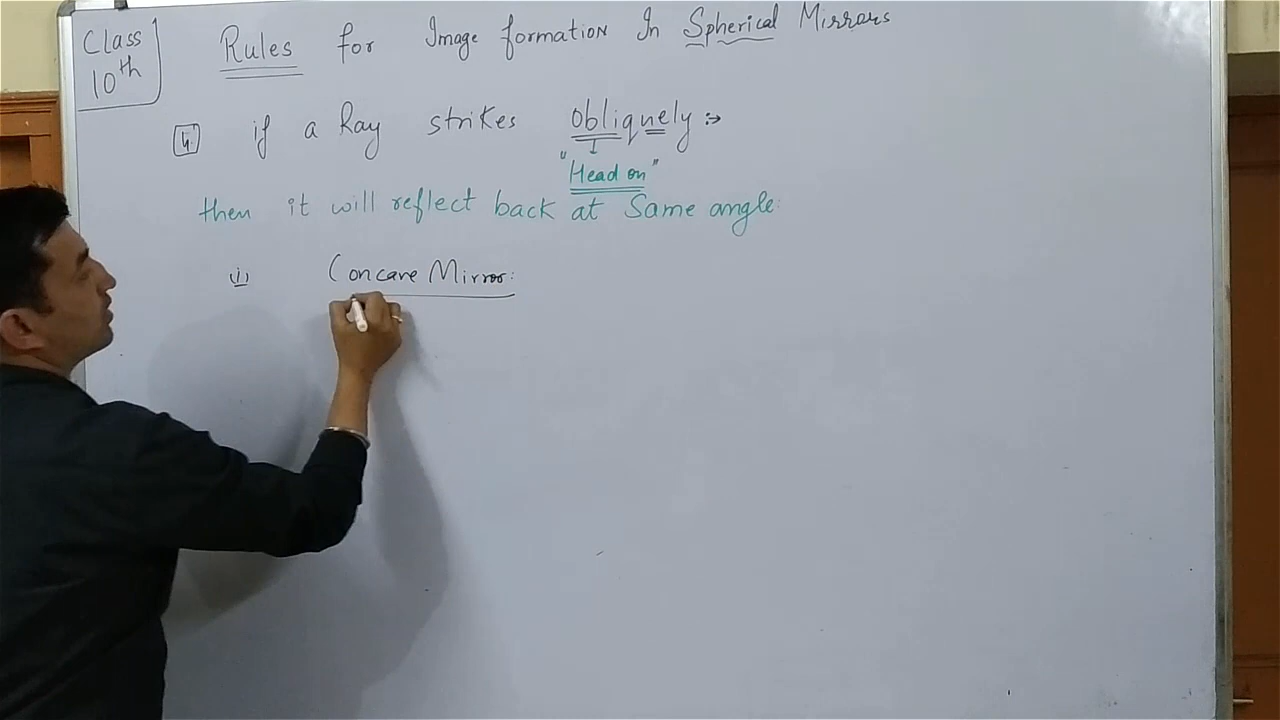 Class
10th
Rules for Image formation In Spherical Mirrors
4. if a Ray strikes Obliquely :→
"Head on"
then it will reflect back at Same angle.
(i) Concave Mirror: